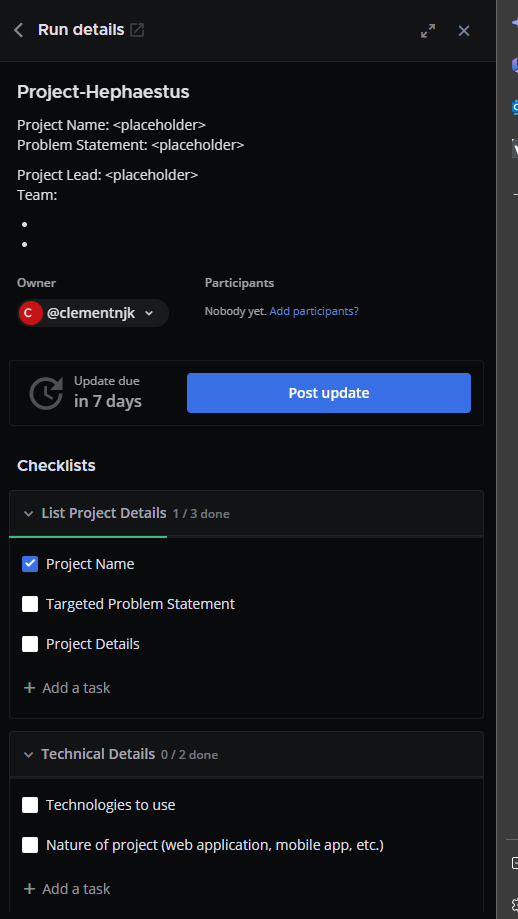 Run details
Project-Hephaestus
Project Name: <placeholder>
Problem Statement: <placeholder>
Project Lead: <placeholder>
Team:
Owner
Participants
C @clementnjk
Nobody yet. Add participants?
Update due
in 7 days
Post update
Checklists
List Project Details 1 / 3 done
Project Name
Targeted Problem Statement
Project Details
+ Add a task
Technical Details 0 / 2 done
Technologies to use
Nature of project (web application, mobile app, etc.)
+ Add a task